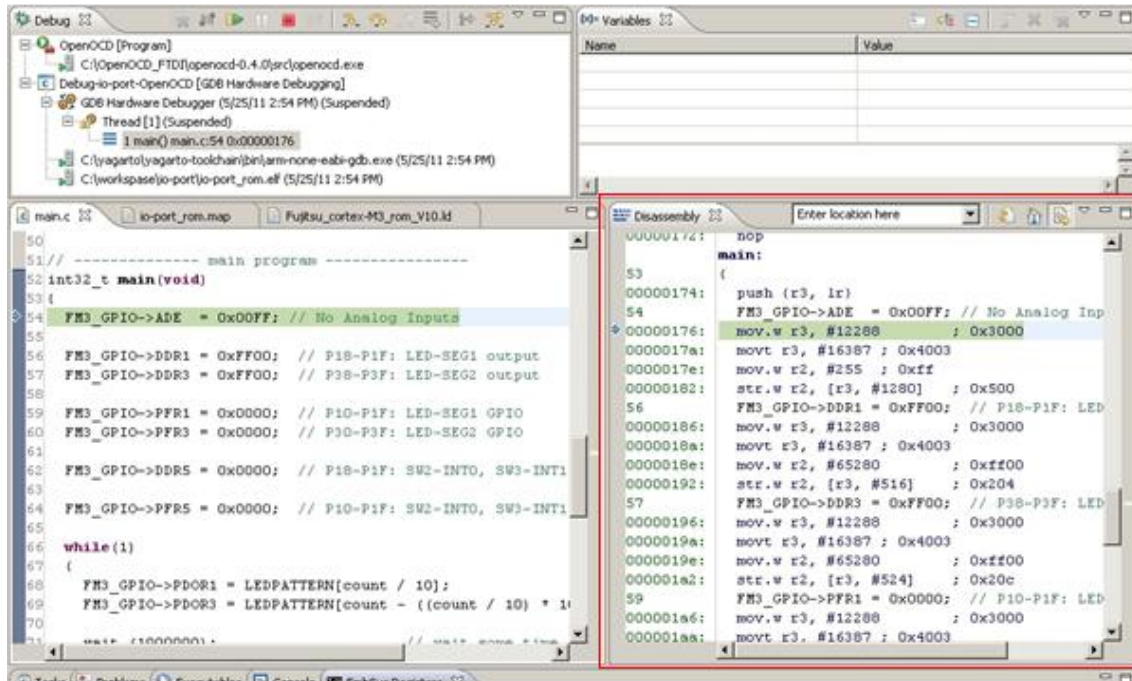 Debug
OpenOCD [Program]
C:\OpenOCD_FTDI\openocd-0.4.0\src\openocd.exe
Debug-io-port-OpenOCD [GDB Hardware Debugging]
GDB Hardware Debugger (5/25/11 2:54 PM) (Suspended)
Thread [1] (Suspended)
1 main() main.c:54 0x00000176
C:\yagarto\yagarto-toolchain\bin\arm-none-eabi-gdb.exe (5/25/11 2:54 PM)
C:\workspase\io-port\io-port_rom.elf (5/25/11 2:54 PM)
(x)= Variables
Name Value
main.c io-port_rom.map Fujitsu_cortex-M3_rom_V10.ld
50
51 // -------------- main program ----------------
52 int32_t main(void)
53 {
54 FM3_GPIO->ADE = 0x00FF; // No Analog Inputs
55
56 FM3_GPIO->DDR1 = 0xFF00; // P18-P1F: LED-SEG1 output
57 FM3_GPIO->DDR3 = 0xFF00; // P38-P3F: LED-SEG2 output
58
59 FM3_GPIO->PFR1 = 0x0000; // P10-P1F: LED-SEG1 GPIO
60 FM3_GPIO->PFR3 = 0x0000; // P30-P3F: LED-SEG2 GPIO
61
62 FM3_GPIO->DDR5 = 0x0000; // P18-P1F: SW2-INT0, SW3-INT1
63
64 FM3_GPIO->PFR5 = 0x0000; // P10-P1F: SW2-INT0, SW3-INT1
65
66 while(1)
67 {
68 FM3_GPIO->PDOR1 = LEDPATTERN[count / 10];
69 FM3_GPIO->PDOR3 = LEDPATTERN[count - ((count / 10) * 10
70
71 wait (1000000); // wait some time
Disassembly Enter location here
00000172: nop
main:
53 {
00000174: push {r3, lr}
54 FM3_GPIO->ADE = 0x00FF; // No Analog Inp
00000176: mov.w r3, #12288 ; 0x3000
0000017a: movt r3, #16387 ; 0x4003
0000017e: mov.w r2, #255 ; 0xff
00000182: str.w r2, [r3, #1280] ; 0x500
56 FM3_GPIO->DDR1 = 0xFF00; // P18-P1F: LED
00000186: mov.w r3, #12288 ; 0x3000
0000018a: movt r3, #16387 ; 0x4003
0000018e: mov.w r2, #65280 ; 0xff00
00000192: str.w r2, [r3, #516] ; 0x204
57 FM3_GPIO->DDR3 = 0xFF00; // P38-P3F: LED
00000196: mov.w r3, #12288 ; 0x3000
0000019a: movt r3, #16387 ; 0x4003
0000019e: mov.w r2, #65280 ; 0xff00
000001a2: str.w r2, [r3, #524] ; 0x20c
59 FM3_GPIO->PFR1 = 0x0000; // P10-P1F: LED
000001a6: mov.w r3, #12288 ; 0x3000
000001aa: movt r3, #16387 ; 0x4003
Tasks Problems Executables Console EmbSys Registers